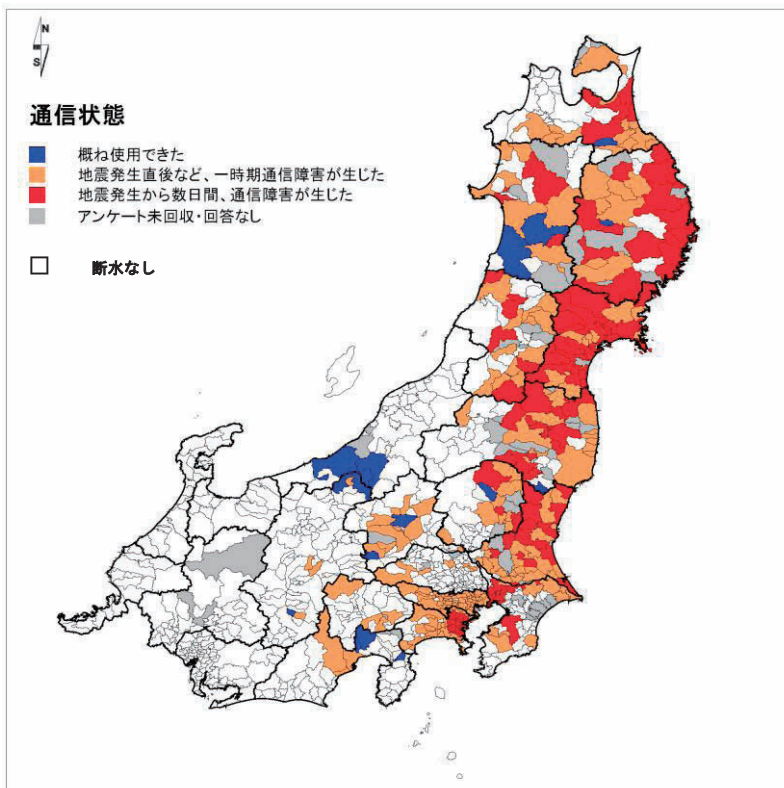 N
S
通信状態
概ね使用できた
地震発生直後など、一時期通信障害が生じた
地震発生から数日間、通信障害が生じた
アンケート未回収・回答なし
断水なし